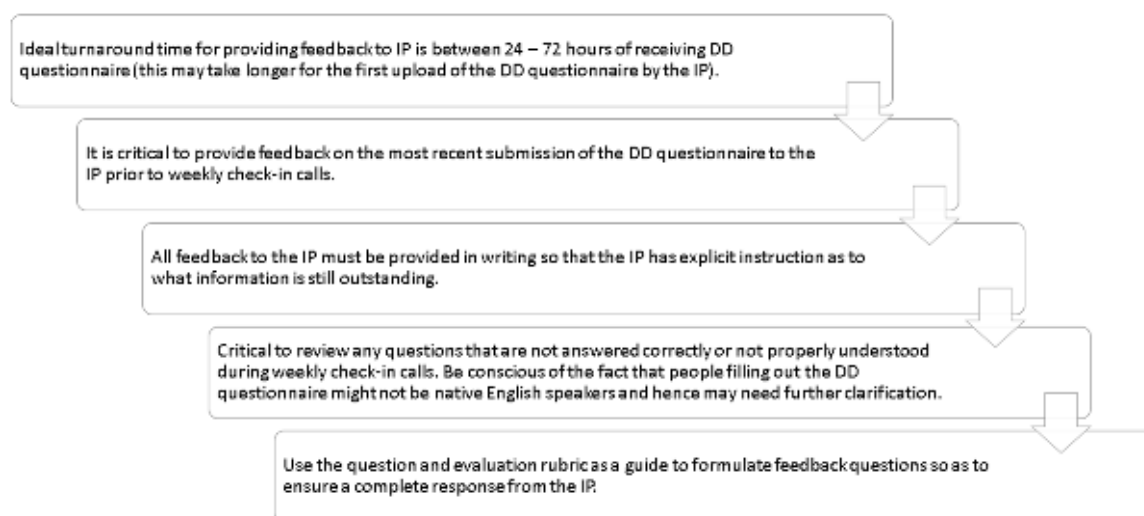 Ideal turnaround time for providing feedback to IP is between 24 – 72 hours of receiving DD
questionnaire (this may take longer for the first upload of the DD questionnaire by the IP).
It is critical to provide feedback on the most recent submission of the DD questionnaire to the
IP prior to weekly check-in calls.
All feedback to the IP must be provided in writing so that the IP has explicit instruction as to
what information is still outstanding.
Critical to review any questions that are not answered correctly or not properly understood
during weekly check-in calls. Be conscious of the fact that people filling out the DD
questionnaire might not be native English speakers and hence may need further clarification.
Use the question and evaluation rubric as a guide to formulate feedback questions so as to
ensure a complete response from the IP.